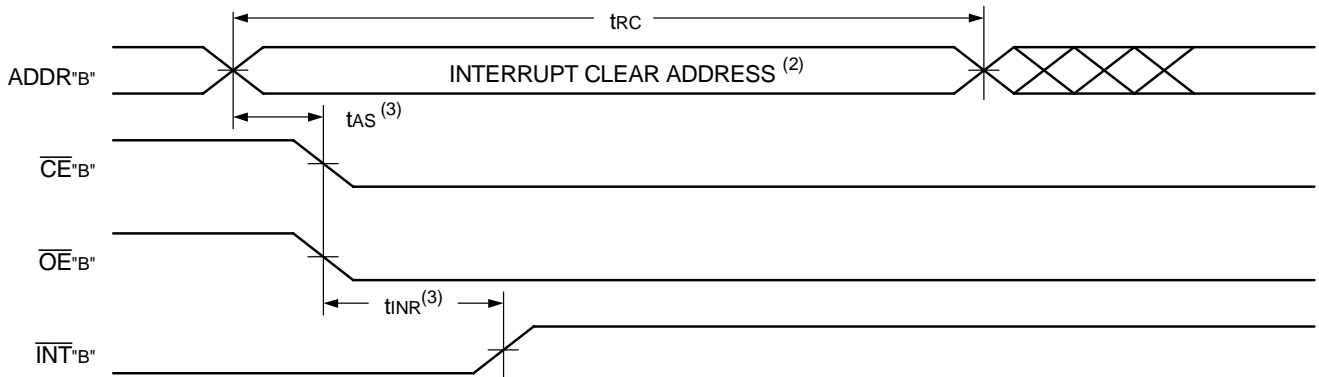 tRC
ADDR"B"
INTERRUPT CLEAR ADDRESS (2)
tAS (3)
CE"B"
OE"B"
tINR(3)
INT"B"